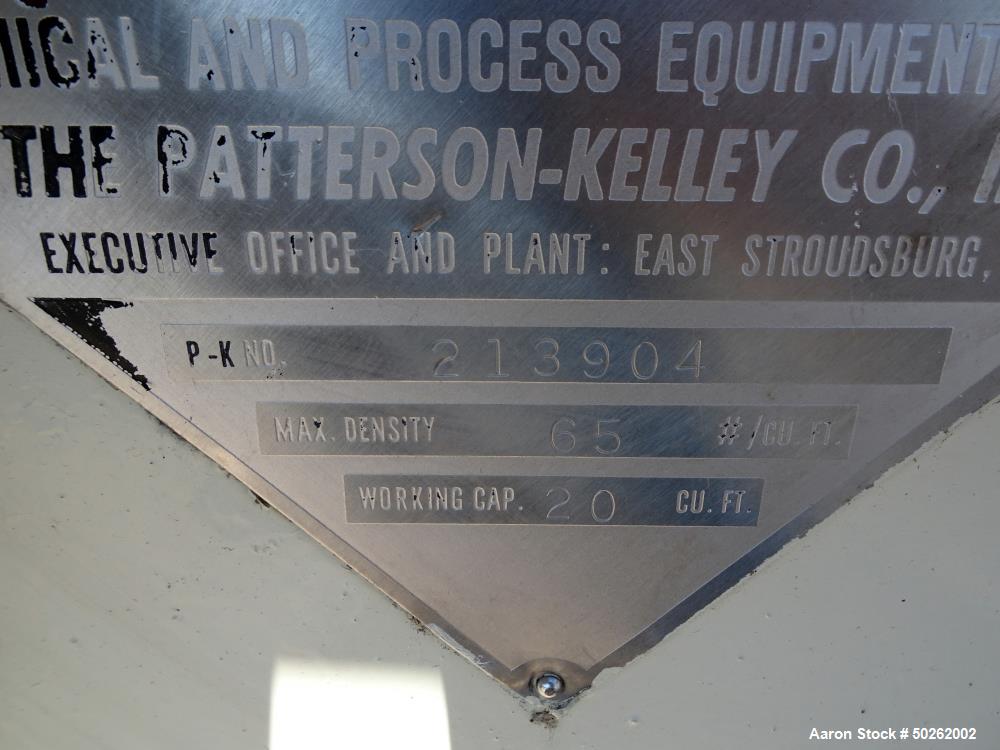 AND PROCESS EQUIPMENT
THE PATTERSON-KELLEY CO.,
EXECUTIVE OFFICE AND PLANT: EAST STROUDSBURG,
P-K NO. 213904
MAX. DENSITY 65 #/CU. FT.
WORKING CAP. 20 CU. FT.
Aaron Stock # 50262002